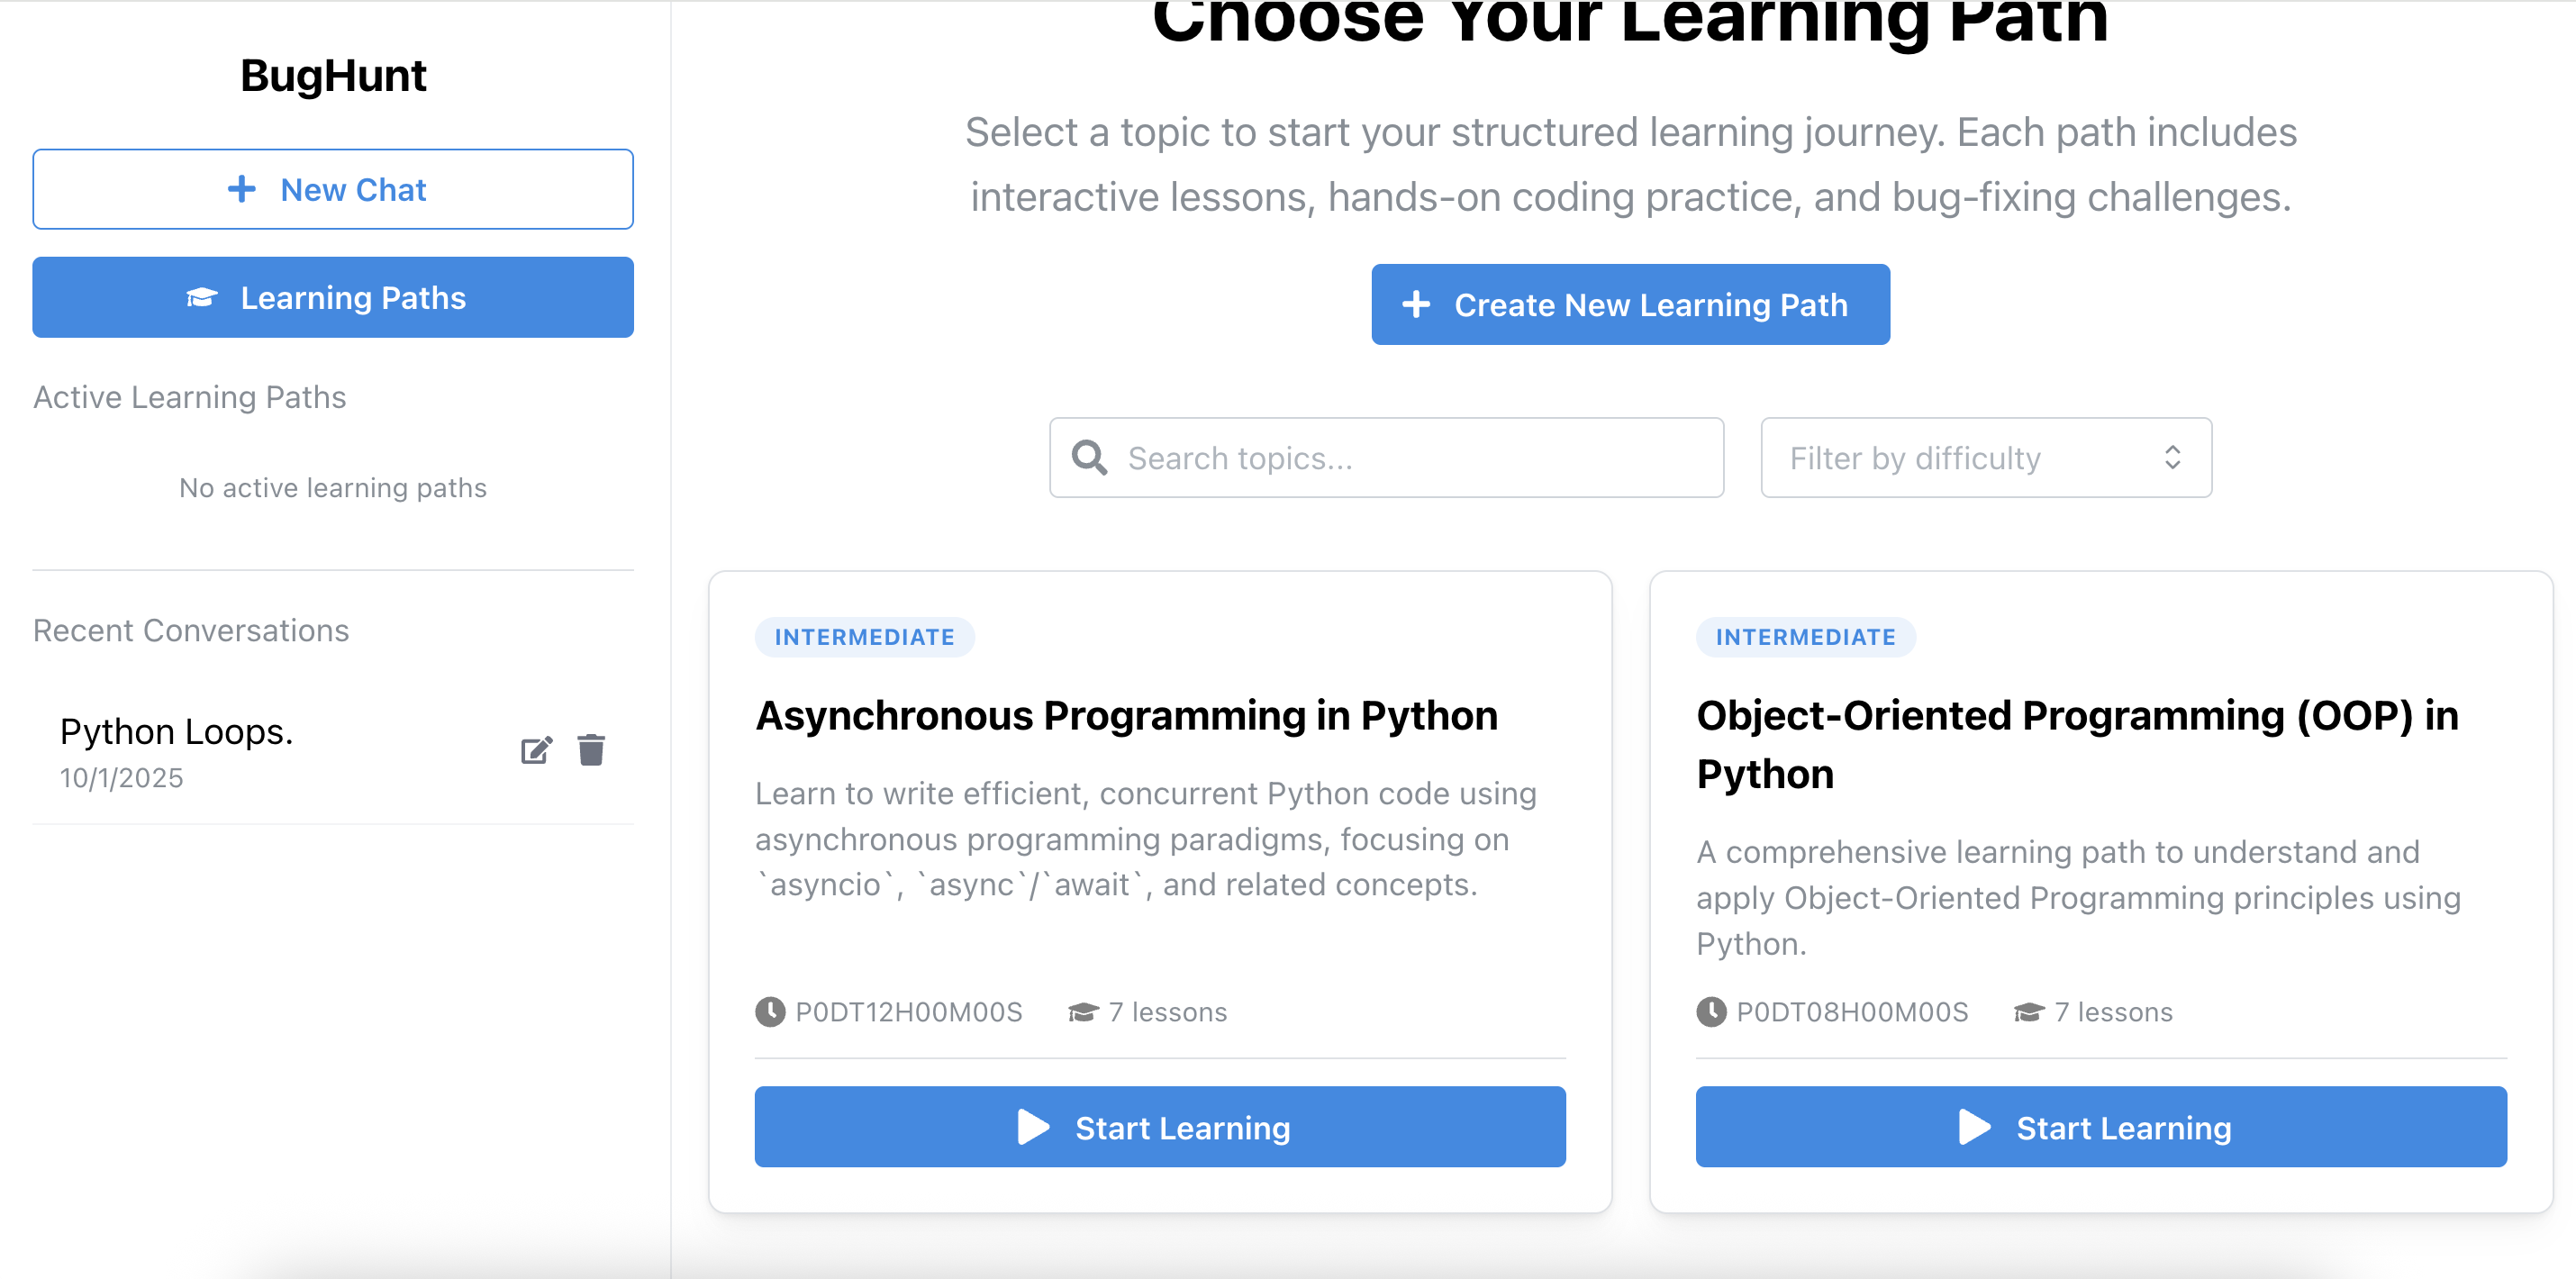 BugHunt
New Chat
Learning Paths
Active Learning Paths
No active learning paths
Recent Conversations
Python Loops.
10/1/2025
Choose Your Learning Path
Select a topic to start your structured learning journey. Each path includes
interactive lessons, hands-on coding practice, and bug-fixing challenges.
Create New Learning Path
Search topics...
Filter by difficulty
INTERMEDIATE
Asynchronous Programming in Python
Learn to write efficient, concurrent Python code using
asynchronous programming paradigms, focusing on
`asyncio`, `async`/`await`, and related concepts.
P0DT12H00M00S
7 lessons
Start Learning
INTERMEDIATE
Object-Oriented Programming (OOP) in
Python
A comprehensive learning path to understand and
apply Object-Oriented Programming principles using
Python.
P0DT08H00M00S
7 lessons
Start Learning